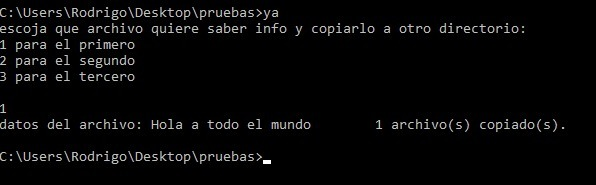 C:\Users\Rodrigo\Desktop\pruebas>ya
escoja que archivo quiere saber info y copiarlo a otro directorio:
1 para el primero
2 para el segundo
3 para el tercero
1
datos del archivo: Hola a todo el mundo        1 archivo(s) copiado(s).
C:\Users\Rodrigo\Desktop\pruebas>